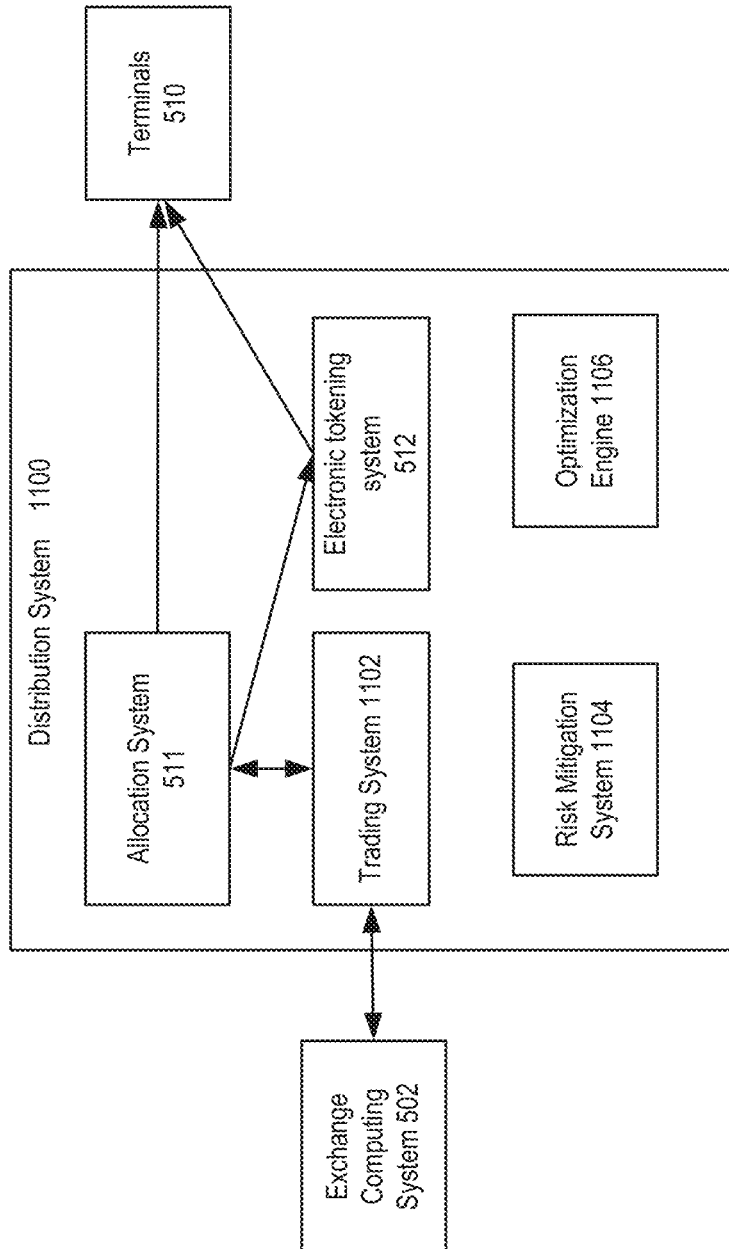 Distribution System 1100
Allocation System
511
Terminals
510
Exchange
Computing
System 502
Trading System 1102
Electronic tokening
system
512
Risk Mitigation
System 1104
Optimization
Engine 1106